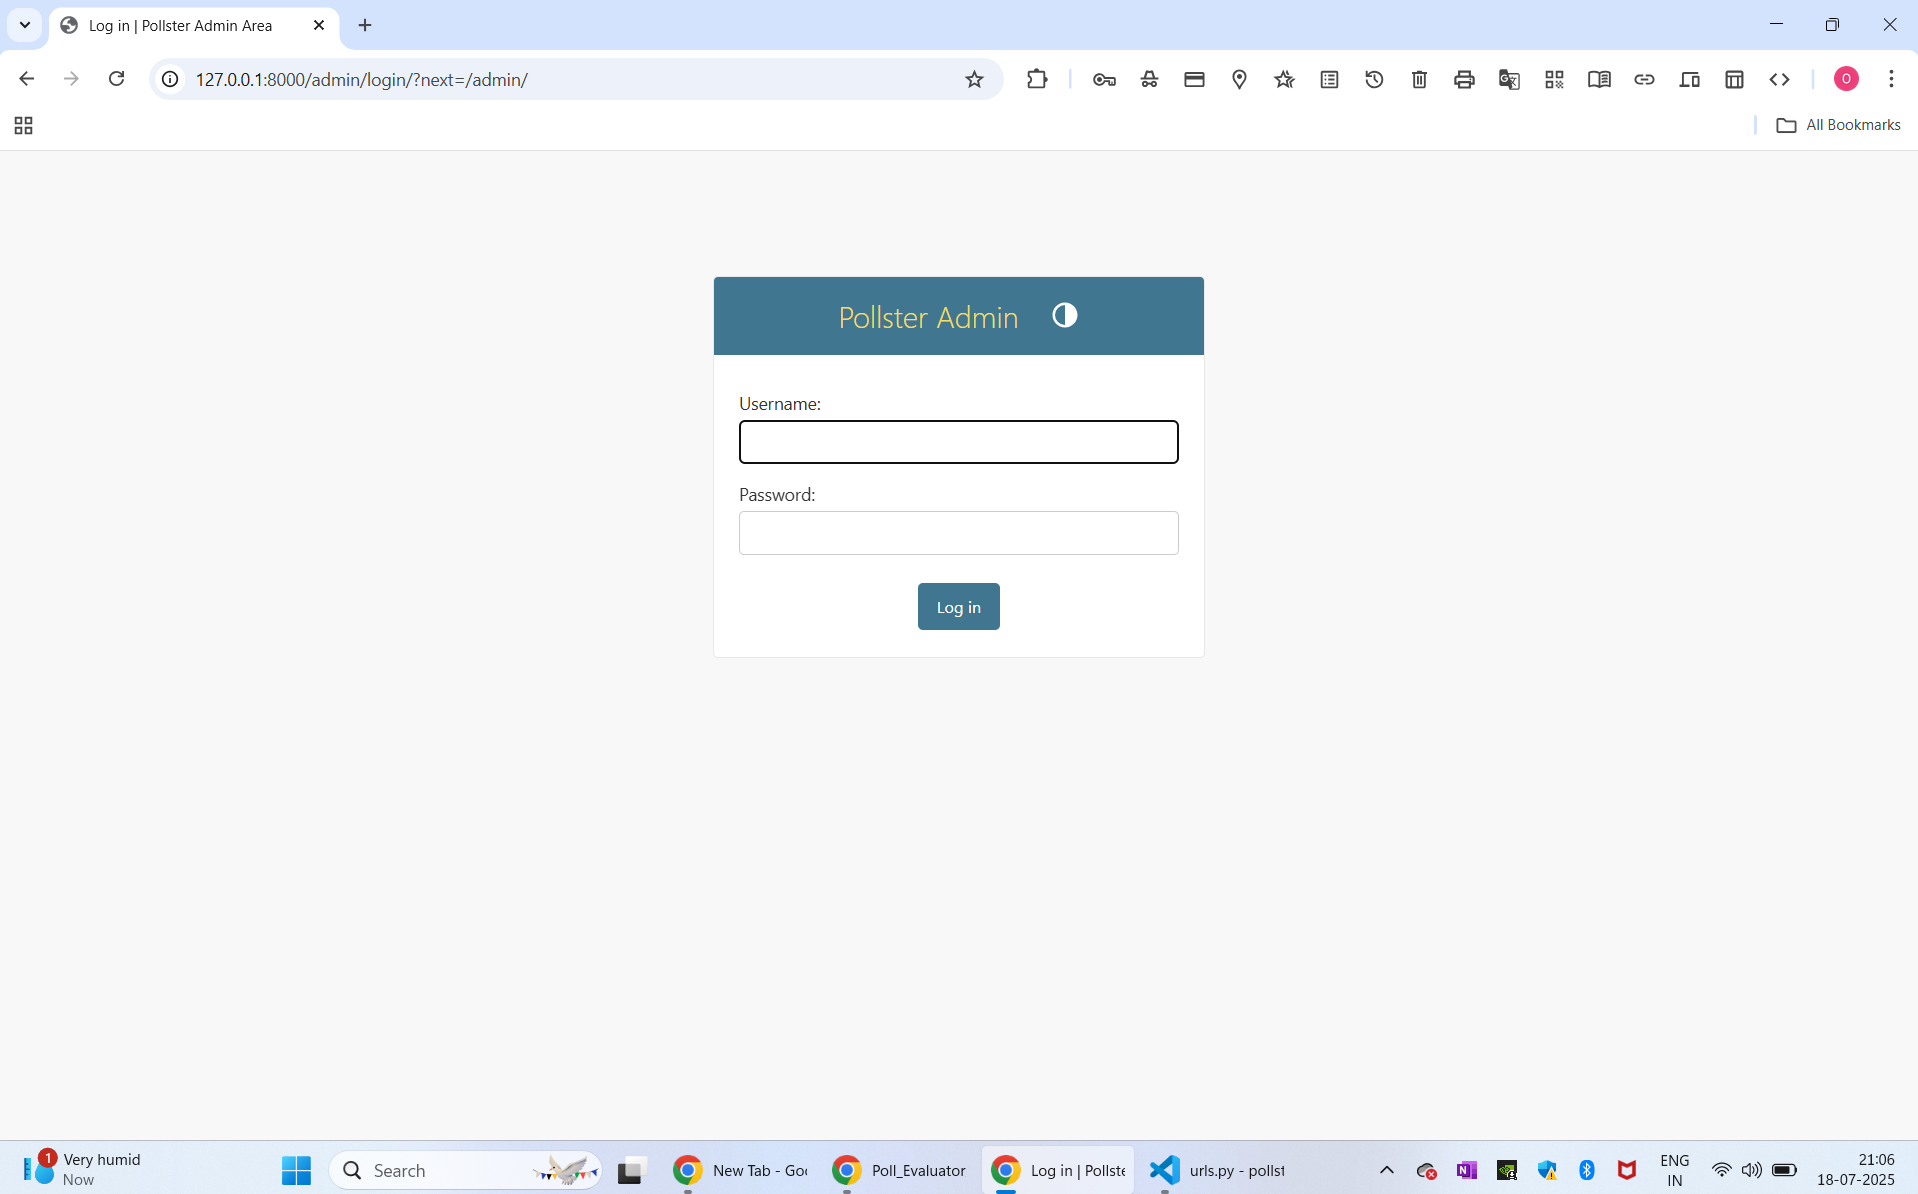 Log in | Pollster Admin Area
127.0.0.1:8000/admin/login/?next=/admin/
O
All Bookmarks
Pollster Admin
Username:
Password:
Log in
1
Very humid
Now
Search
New Tab - Goo
Poll_Evaluator
Log in | Pollste
urls.py - pollst
ENG
IN
21:06
18-07-2025